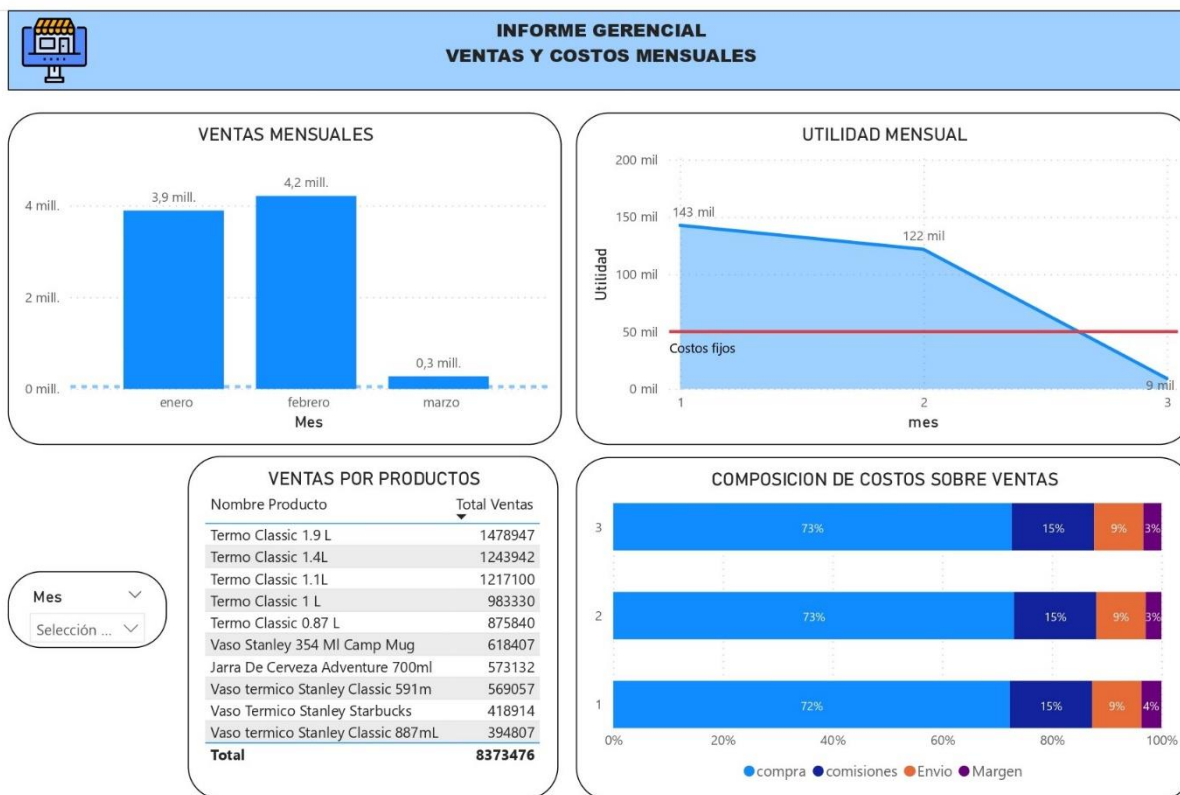 INFORME GERENCIAL
VENTAS Y COSTOS MENSUALES
VENTAS MENSUALES
4 mill.
2 mill.
0 mill.
3,9 mill.
4,2 mill.
0,3 mill.
enero
febrero
marzo
Mes
UTILIDAD MENSUAL
Utilidad
200 mil
150 mil
100 mil
50 mil
0 mil
143 mil
122 mil
9 mil
Costos fijos
1
2
3
mes
Mes
Selección ...
VENTAS POR PRODUCTOS
Nombre Producto Total Ventas
Termo Classic 1.9 L 1478947
Termo Classic 1.4L 1243942
Termo Classic 1.1L 1217100
Termo Classic 1 L 983330
Termo Classic 0.87 L 875840
Vaso Stanley 354 Ml Camp Mug 618407
Jarra De Cerveza Adventure 700ml 573132
Vaso termico Stanley Classic 591m 569057
Vaso Termico Stanley Starbucks 418914
Vaso termico Stanley Classic 887mL 394807
Total 8373476
COMPOSICION DE COSTOS SOBRE VENTAS
3 73% 15% 9% 3%
2 73% 15% 9% 3%
1 72% 15% 9% 4%
0% 20% 40% 60% 80% 100%
compra comisiones Envio Margen